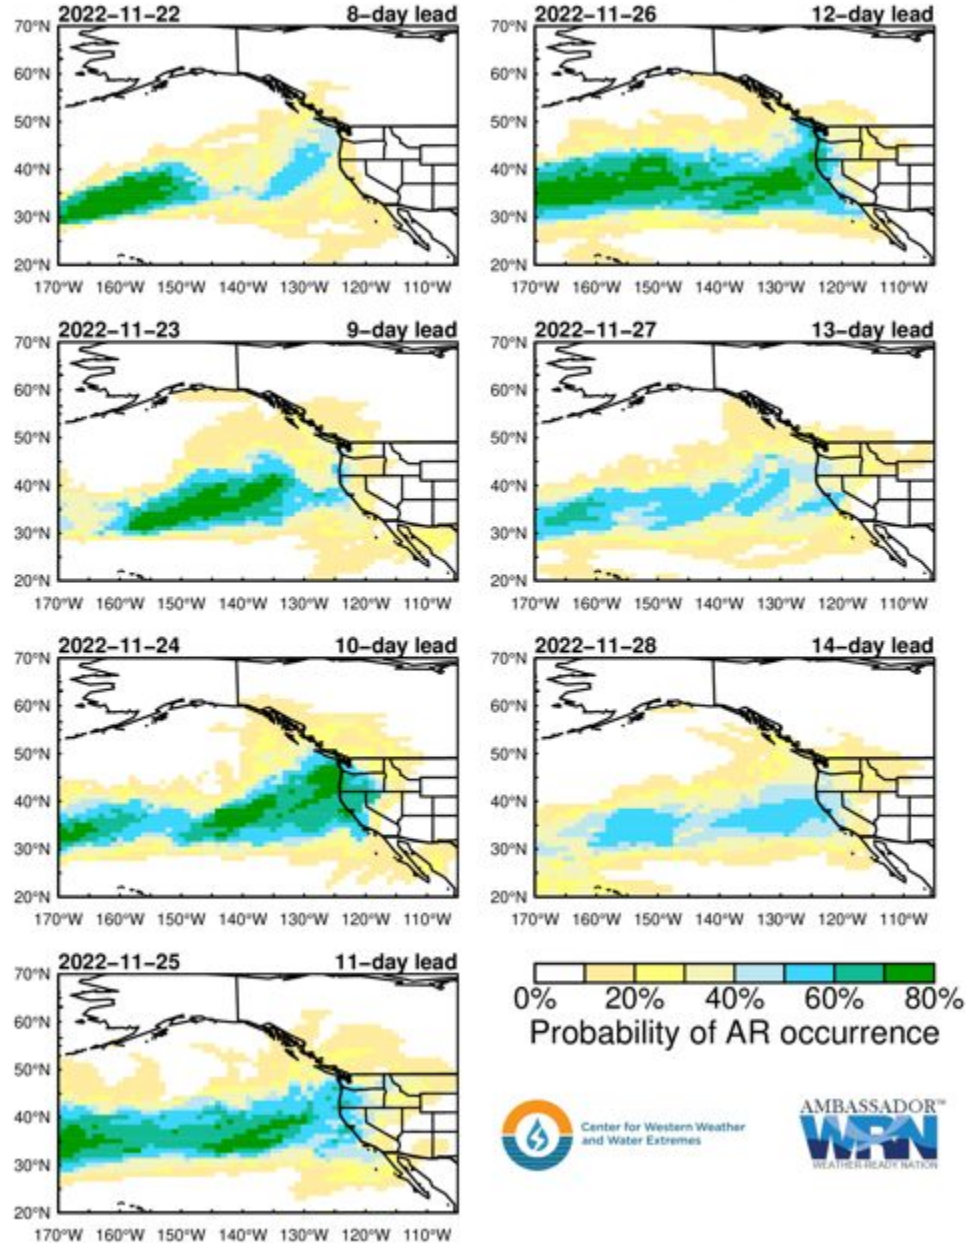 2022-11-22 8-day lead
70°N
60°N
50°N
40°N
30°N
20°N
170°W 160°W 150°W 140°W 130°W 120°W 110°W
2022-11-26 12-day lead
70°N
60°N
50°N
40°N
30°N
20°N
170°W 160°W 150°W 140°W 130°W 120°W 110°W
2022-11-23 9-day lead
70°N
60°N
50°N
40°N
30°N
20°N
170°W 160°W 150°W 140°W 130°W 120°W 110°W
2022-11-27 13-day lead
70°N
60°N
50°N
40°N
30°N
20°N
170°W 160°W 150°W 140°W 130°W 120°W 110°W
2022-11-24 10-day lead
70°N
60°N
50°N
40°N
30°N
20°N
170°W 160°W 150°W 140°W 130°W 120°W 110°W
2022-11-28 14-day lead
70°N
60°N
50°N
40°N
30°N
20°N
170°W 160°W 150°W 140°W 130°W 120°W 110°W
2022-11-25 11-day lead
70°N
60°N
50°N
40°N
30°N
20°N
170°W 160°W 150°W 140°W 130°W 120°W 110°W
0% 20% 40% 60% 80%
Probability of AR occurrence
Center for Western Weather
and Water Extremes
AMBASSADOR™
WRN
WEATHER-READY NATION